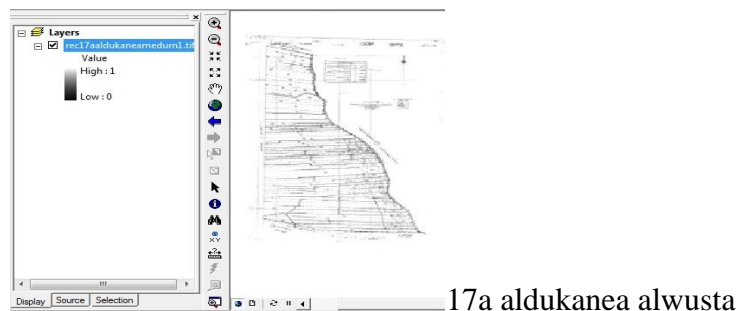 Layers
rec17aaldukaneamedum1.tif
Value
High : 1
Low : 0
Display Source Selection
17a aldukanea alwusta